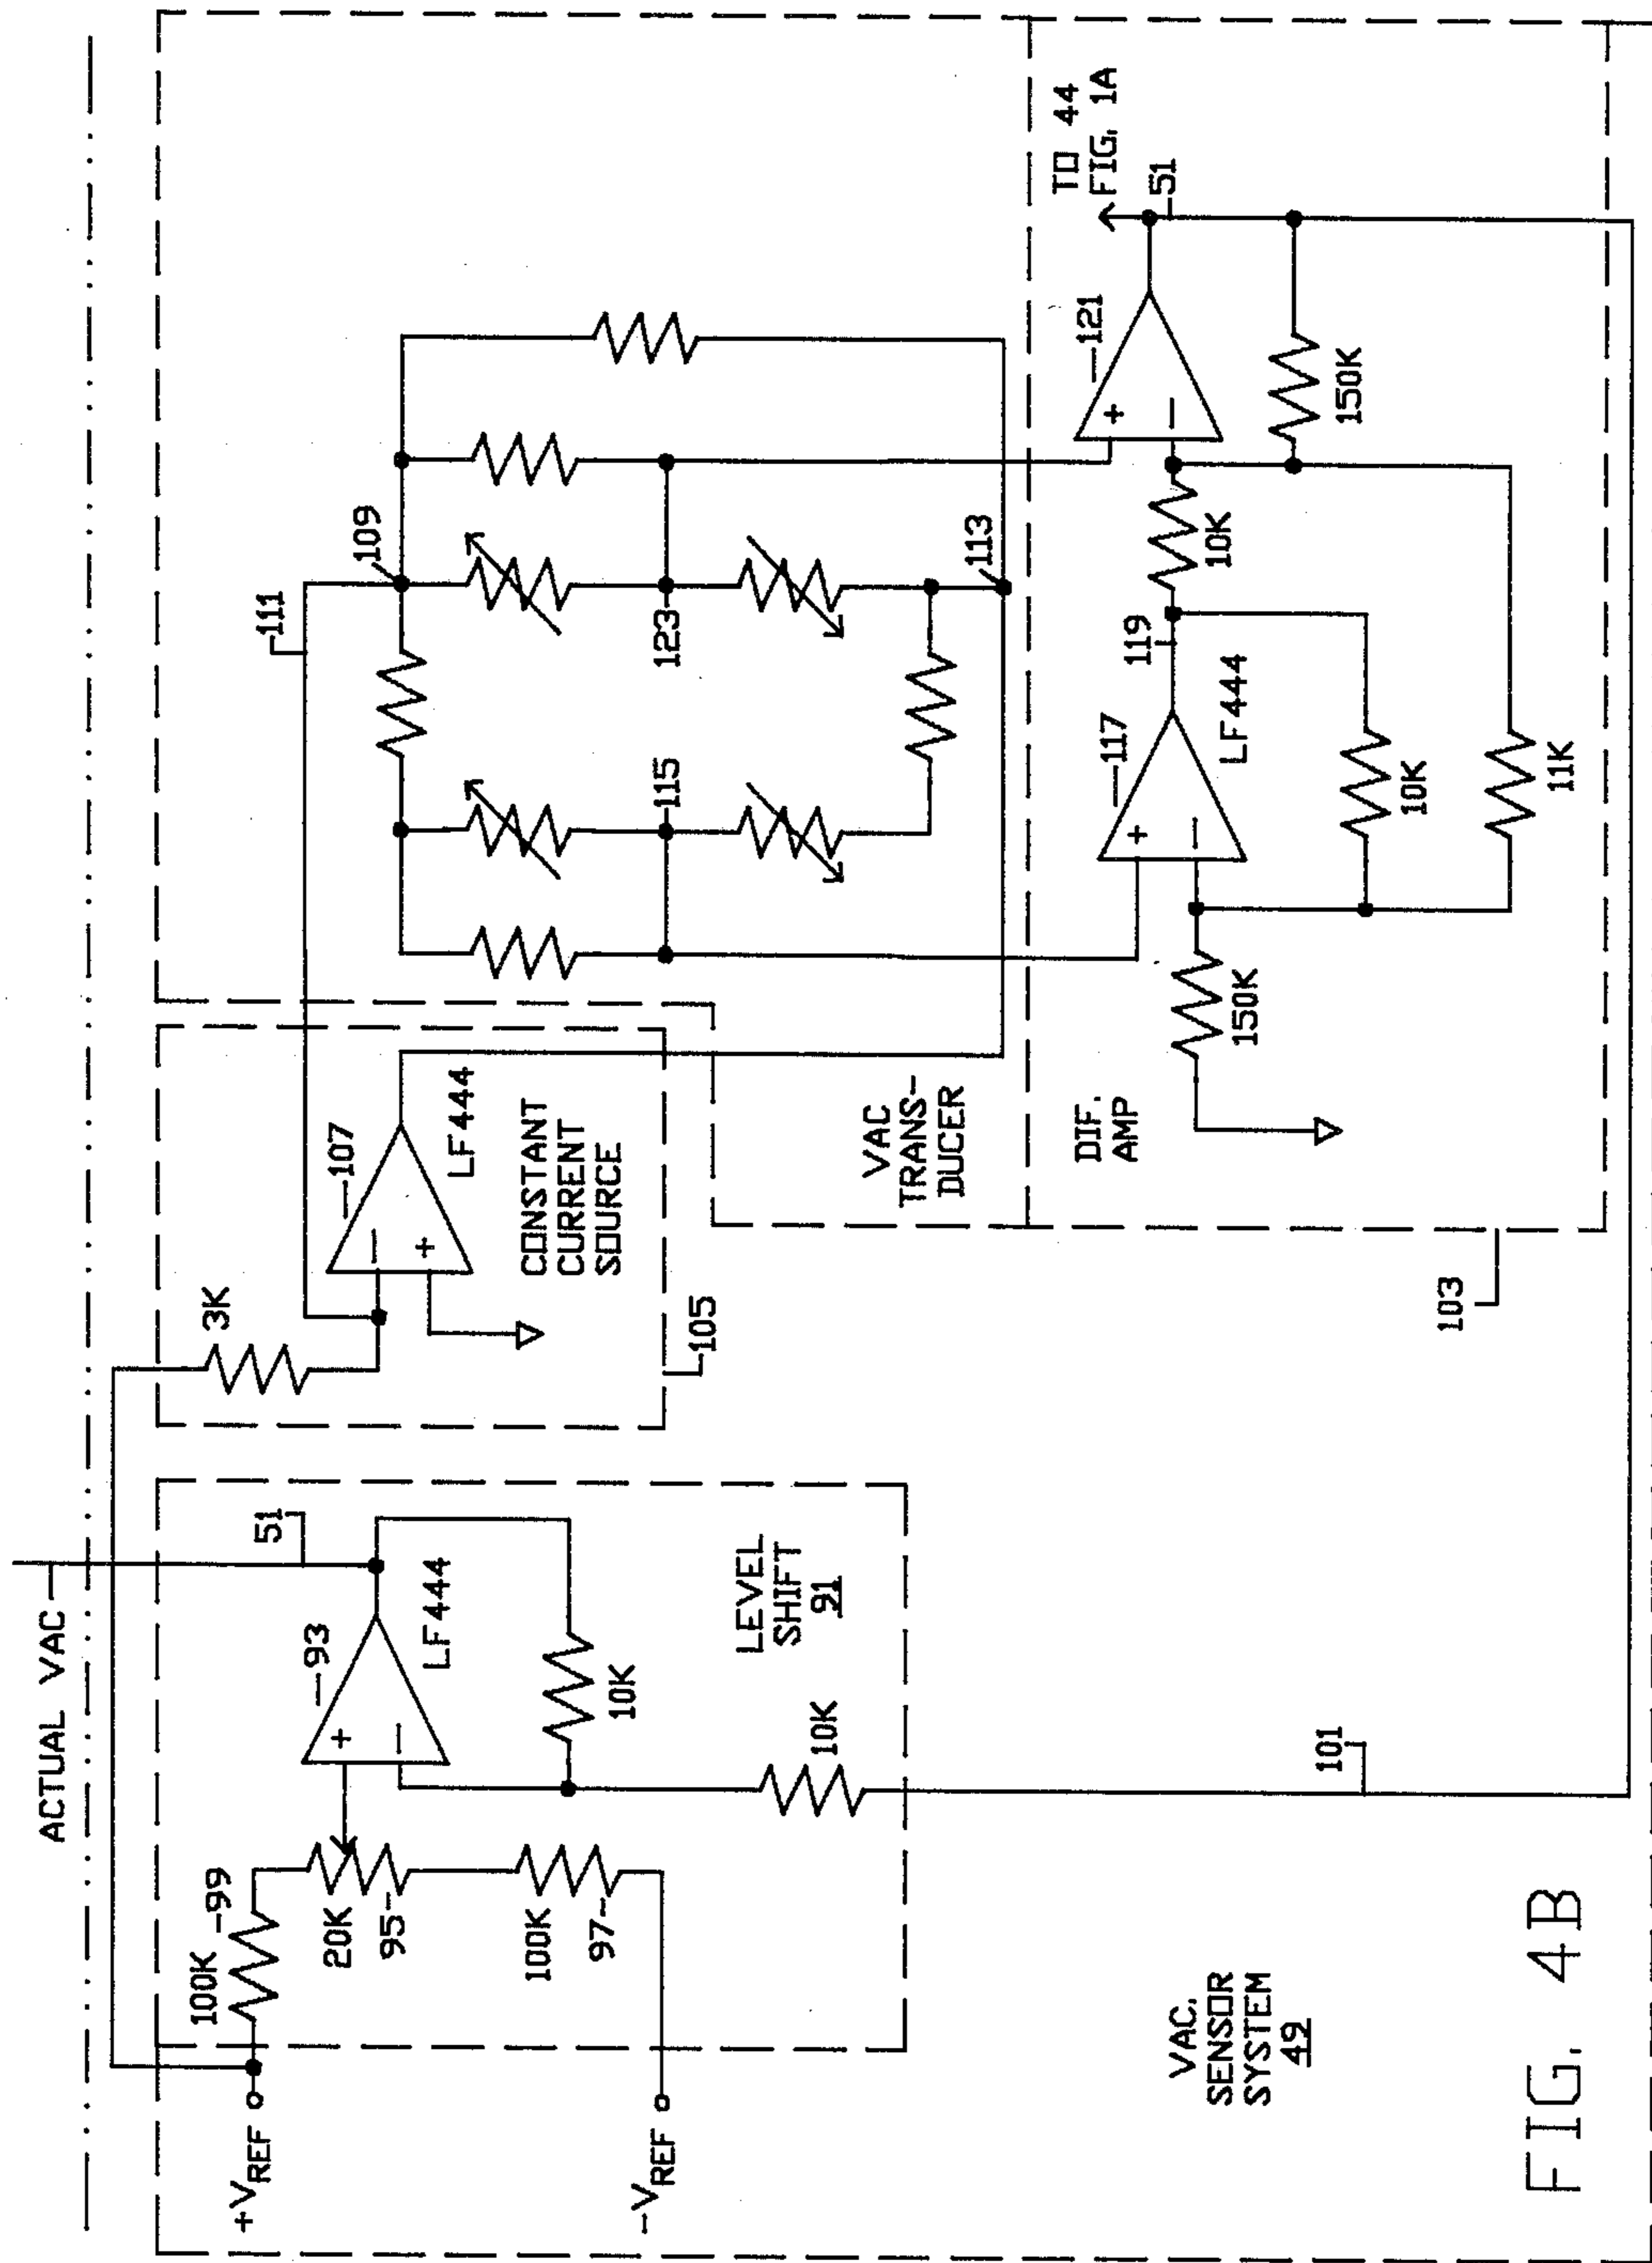 ACTUAL VAC
+VREF
100K
99
20K
95
100K
97
-VREF
+
−
93
LF444
51
10K
10K
LEVEL
SHIFT
91
101
3K
−
+
107
LF444
CONSTANT
CURRENT
SOURCE
105
111
109
115
123
113
VAC
TRANS-
DUCER
DIF.
AMP
150K
+
−
117
LF444
119
10K
11K
10K
+
−
121
150K
TO 44
FIG. 1A
51
103
VAC.
SENSOR
SYSTEM
49
FIG. 4B